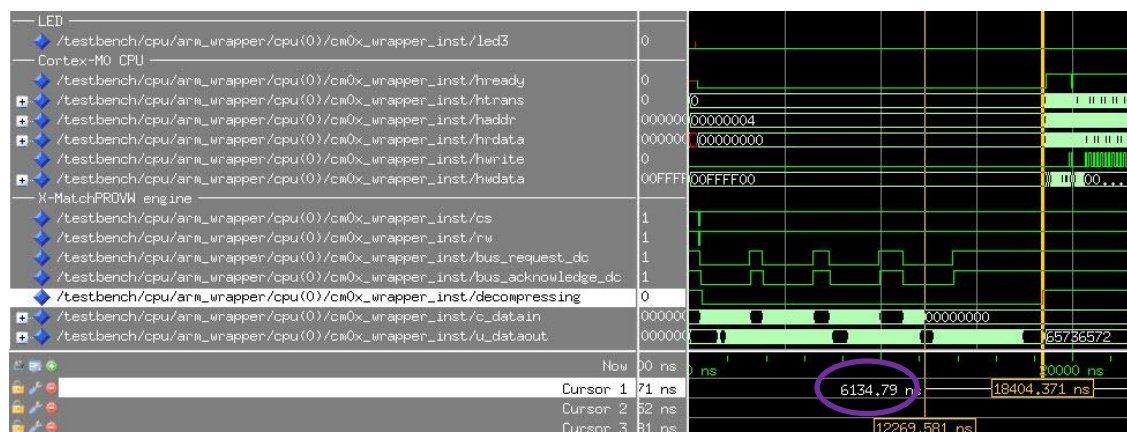 LED
/testbench/cpu/arm_wrapper/cpu(0)/cm0x_wrapper_inst/led3 0
Cortex-M0 CPU
/testbench/cpu/arm_wrapper/cpu(0)/cm0x_wrapper_inst/hready 0
/testbench/cpu/arm_wrapper/cpu(0)/cm0x_wrapper_inst/htrans 0 0
/testbench/cpu/arm_wrapper/cpu(0)/cm0x_wrapper_inst/haddr 000000 00000004
/testbench/cpu/arm_wrapper/cpu(0)/cm0x_wrapper_inst/hrdata 000000 00000000
/testbench/cpu/arm_wrapper/cpu(0)/cm0x_wrapper_inst/hwrite 0
/testbench/cpu/arm_wrapper/cpu(0)/cm0x_wrapper_inst/hwdata 00FFFF 00FFFF00 00...
X-MatchPROVW engine
/testbench/cpu/arm_wrapper/cpu(0)/cm0x_wrapper_inst/cs 1
/testbench/cpu/arm_wrapper/cpu(0)/cm0x_wrapper_inst/rw 1
/testbench/cpu/arm_wrapper/cpu(0)/cm0x_wrapper_inst/bus_request_dc 1
/testbench/cpu/arm_wrapper/cpu(0)/cm0x_wrapper_inst/bus_acknowledge_dc 1
/testbench/cpu/arm_wrapper/cpu(0)/cm0x_wrapper_inst/decompressing 0
/testbench/cpu/arm_wrapper/cpu(0)/cm0x_wrapper_inst/c_datain 000000 00000000
/testbench/cpu/arm_wrapper/cpu(0)/cm0x_wrapper_inst/u_dataout 000000 65736572
Now 00 ns ns 20000 ns
Cursor 1 71 ns 6134.79 ns 18404.371 ns
Cursor 2 52 ns
Cursor 3 81 ns 12269.581 ns